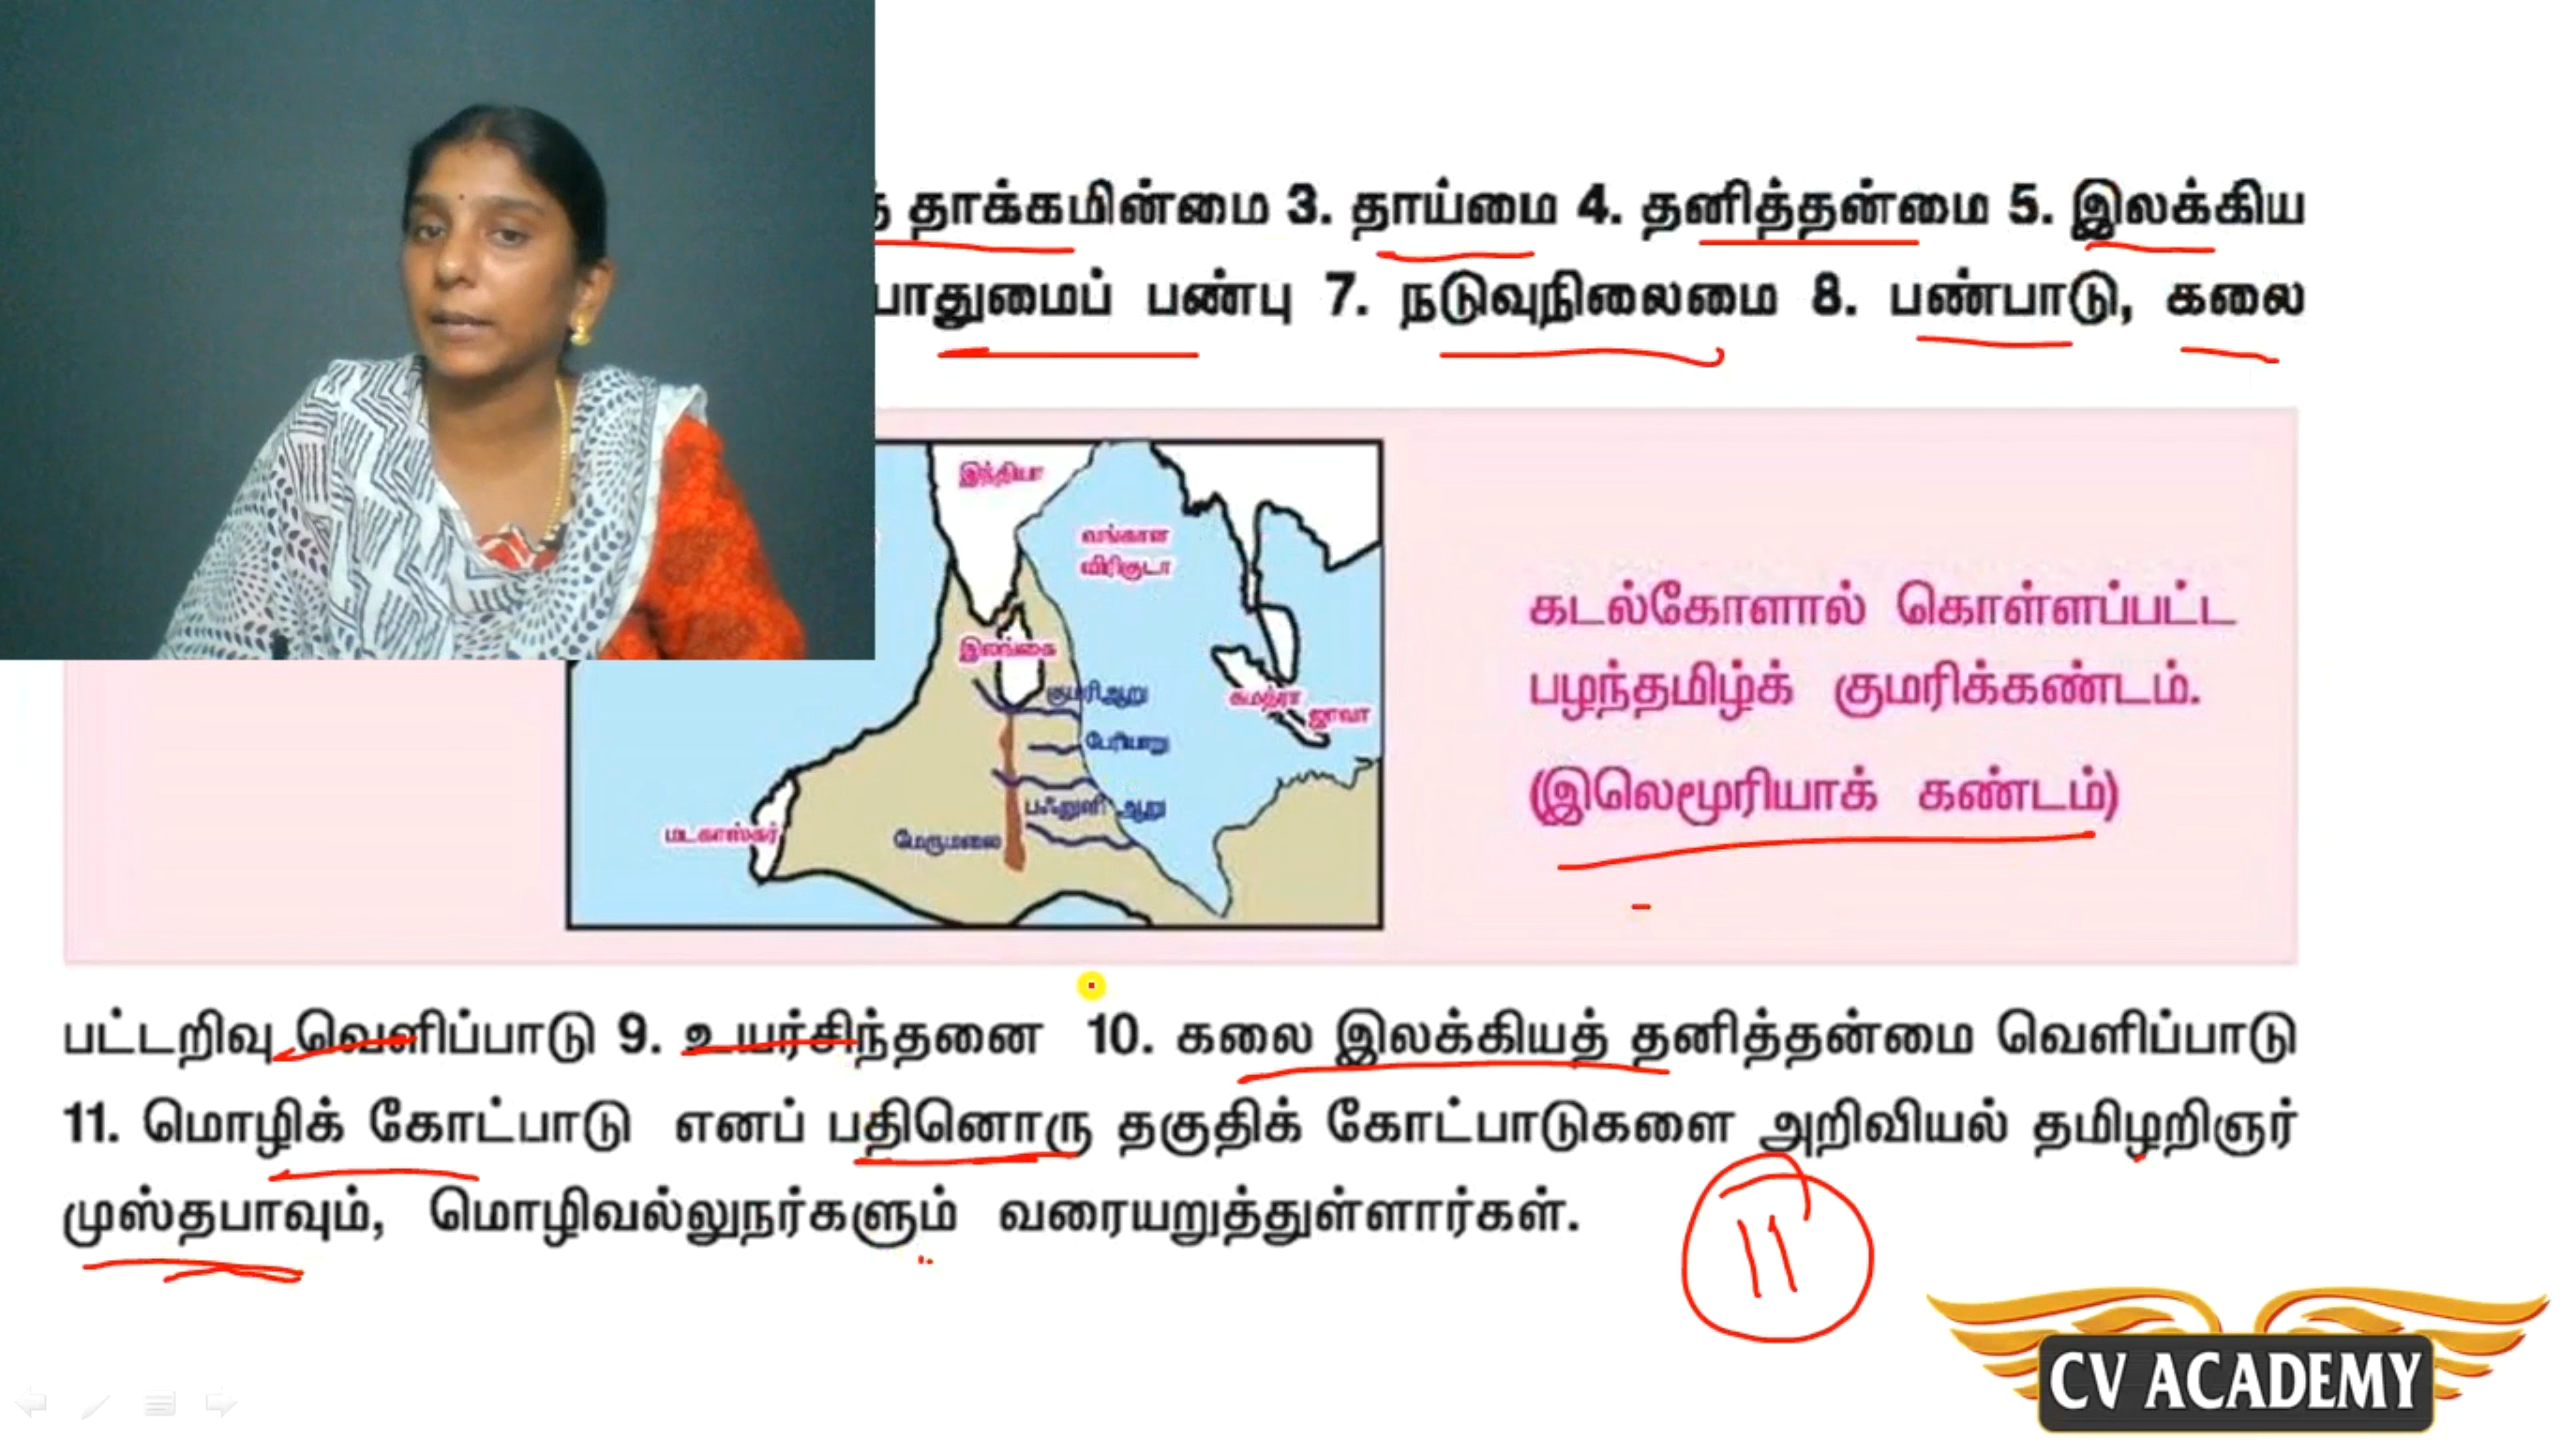 தாக்கமின்மை 3. தாய்மை 4. தனித்தன்மை 5. இலக்கிய
பண்பு 7. நடுவுநிலைமை 8. பண்பாடு, கலை
இந்தியா
வங்காள
விரிகுடா
இலங்கை
குமரிஆறு
சுமத்ரா
ஜாவா
பேரியாறு
பஃறுளி ஆறு
மடகாஸ்கர்
மேருமலை
கடல்கோளால் கொள்ளப்பட்ட
பழந்தமிழ்க் குமரிக்கண்டம்.
(இலெமூரியாக் கண்டம்)
பட்டறிவு வெளிப்பாடு 9. உயர்சிந்தனை 10. கலை இலக்கியத் தனித்தன்மை வெளிப்பாடு
11. மொழிக் கோட்பாடு எனப் பதினொரு தகுதிக் கோட்பாடுகளை அறிவியல் தமிழறிஞர்
முஸ்தபாவும், மொழிவல்லுநர்களும் வரையறுத்துள்ளார்கள்.
11
CV ACADEMY